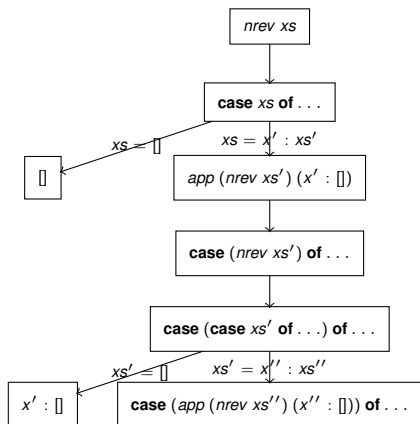 nrev xs
case xs of . . .
xs = []
xs = x′ : xs′
[]
app (nrev xs′) (x′ : [])
case (nrev xs′) of . . .
case (case xs′ of . . .) of . . .
xs′ = []
xs′ = x′′ : xs′′
x′ : []
case (app (nrev xs′′) (x′′ : [])) of . . .